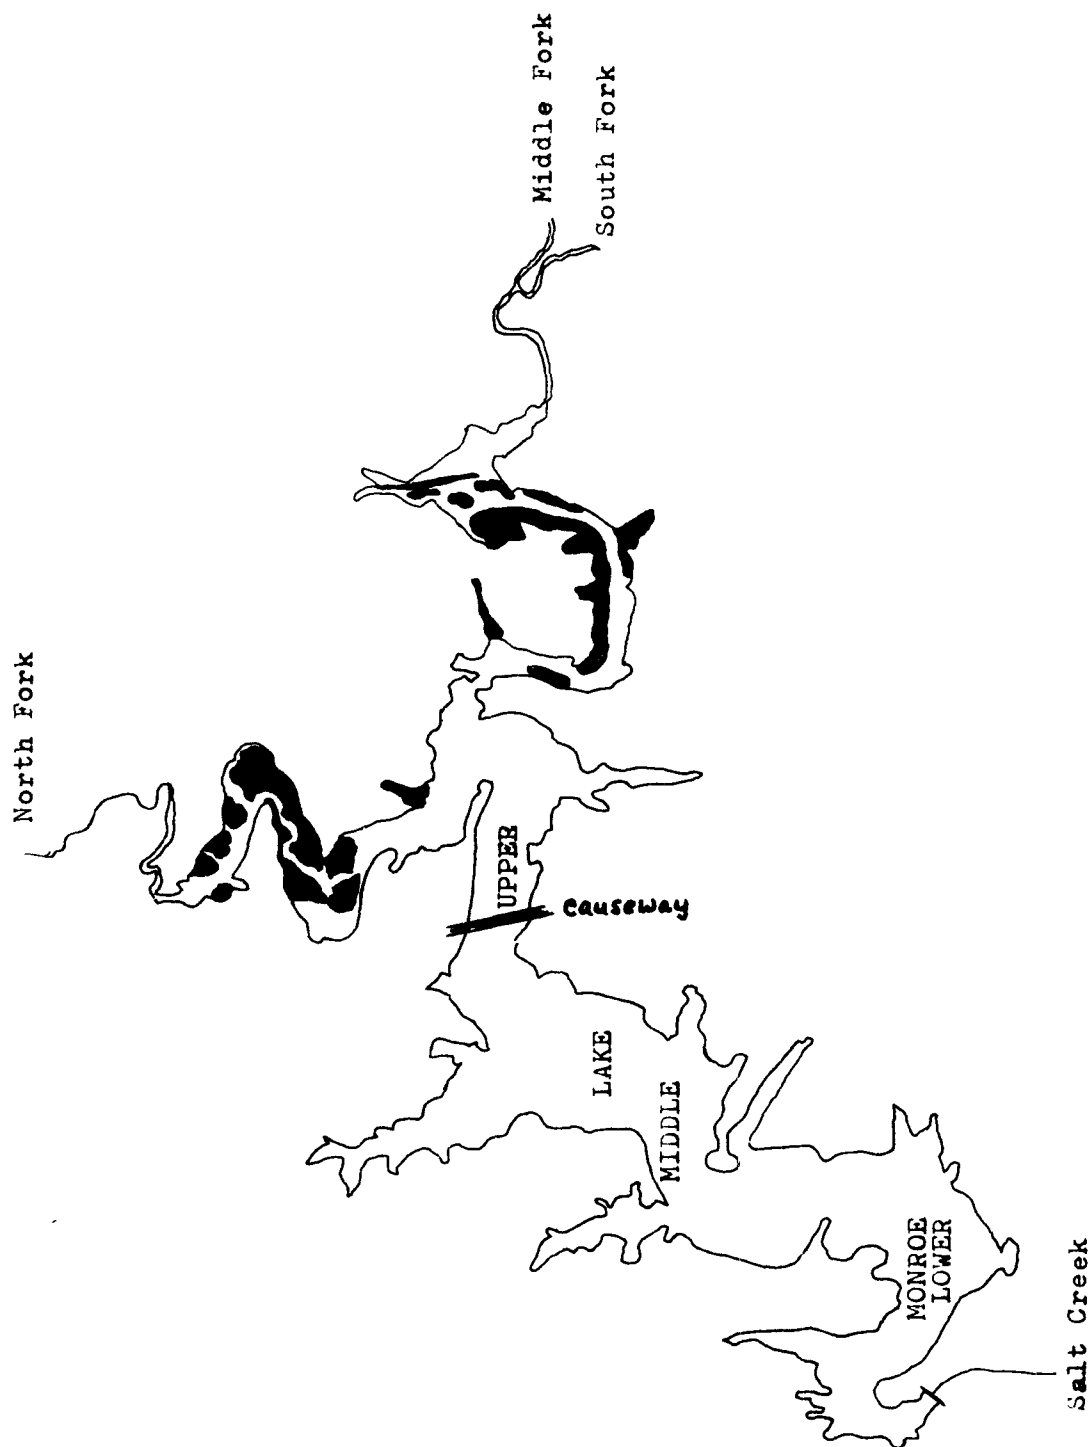 North Fork
Middle Fork
South Fork
UPPER
causeway
LAKE
MIDDLE
MONROE
LOWER
Salt Creek